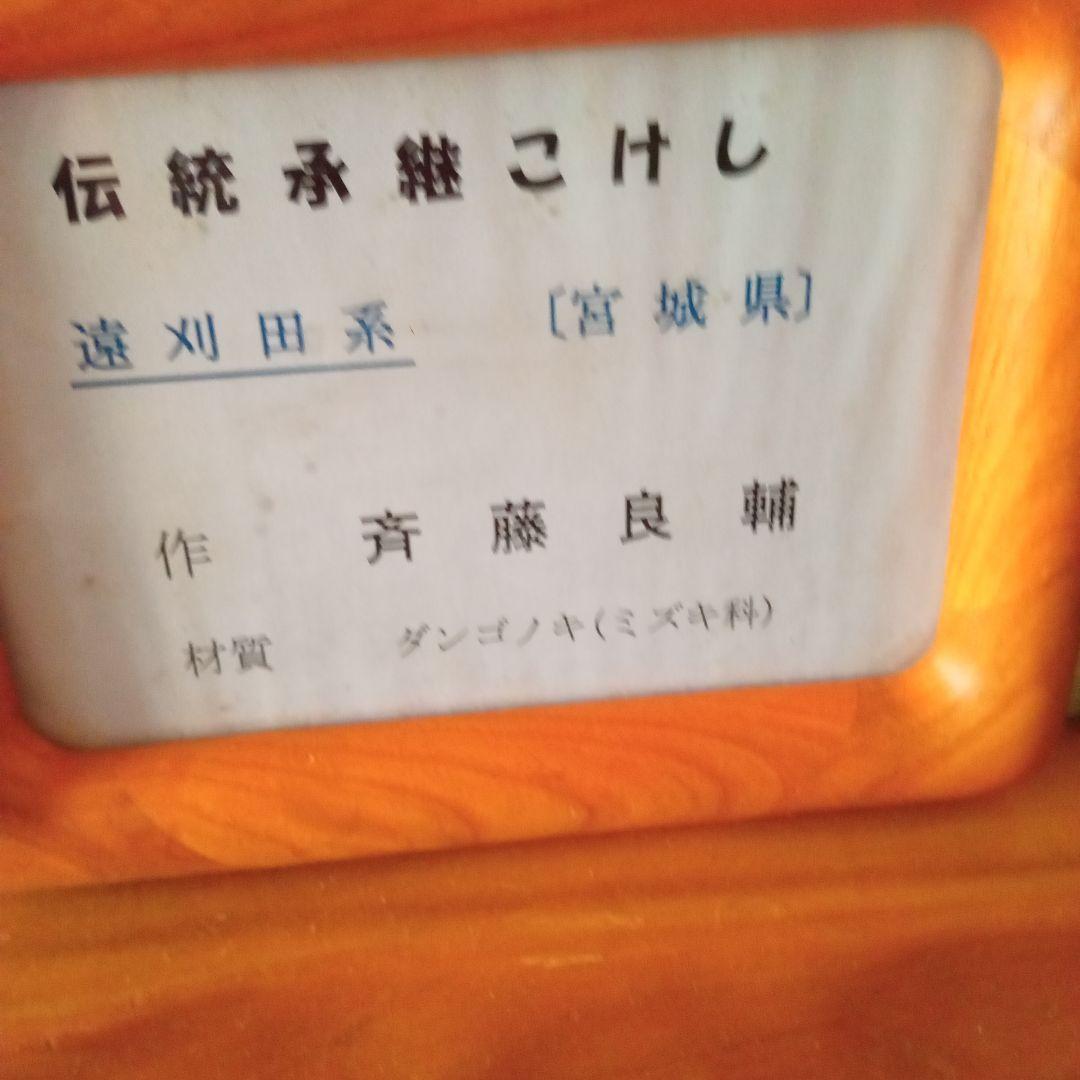 伝統承継こけし
遠刈田系 〔宮城県〕
作 斉藤良輔
材質 ダンゴノキ(ミズキ科)